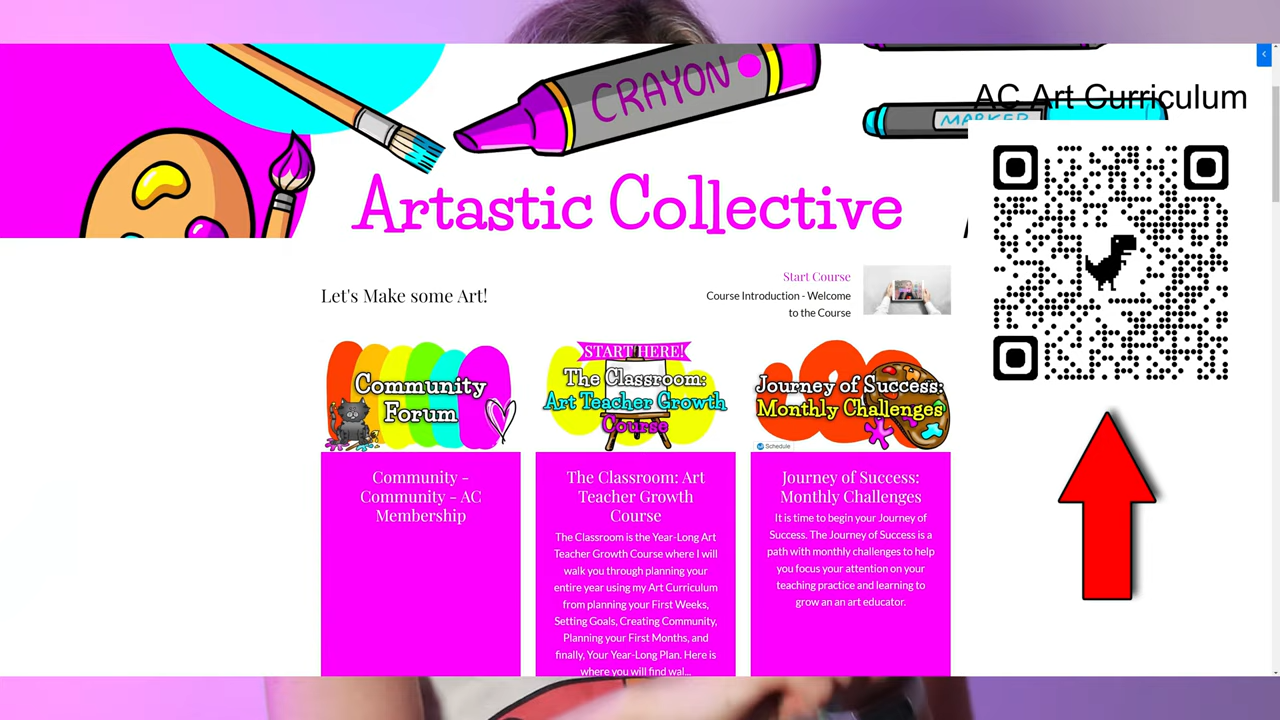 CRAYON
AC Art Curriculum
MARKER
Artastic Collective
Let's Make some Art!
Start Course
Course Introduction - Welcome
to the Course
Community
Forum
START HERE!
The Classroom:
Art Teacher Growth
Course
Journey of Success:
Monthly Challenges
Schedule
Community -
Community - AC
Membership
The Classroom: Art
Teacher Growth
Course
The Classroom is the Year-Long Art
Teacher Growth Course where I will
walk you through planning your
entire year using my Art Curriculum
from planning your First Weeks,
Setting Goals, Creating Community,
Planning your First Months, and
finally, Your Year-Long Plan. Here is
where you will find wal...
Journey of Success:
Monthly Challenges
It is time to begin your Journey of
Success. The Journey of Success is a
path with monthly challenges to help
you focus your attention on your
teaching practice and learning to
grow an an art educator.